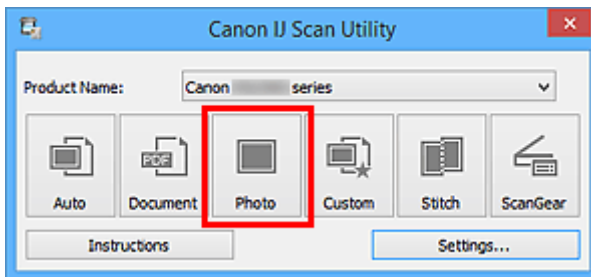 Canon IJ Scan Utility
Product Name: Canon series
PDF
Auto Document Photo Custom Stitch ScanGear
Instructions Settings...